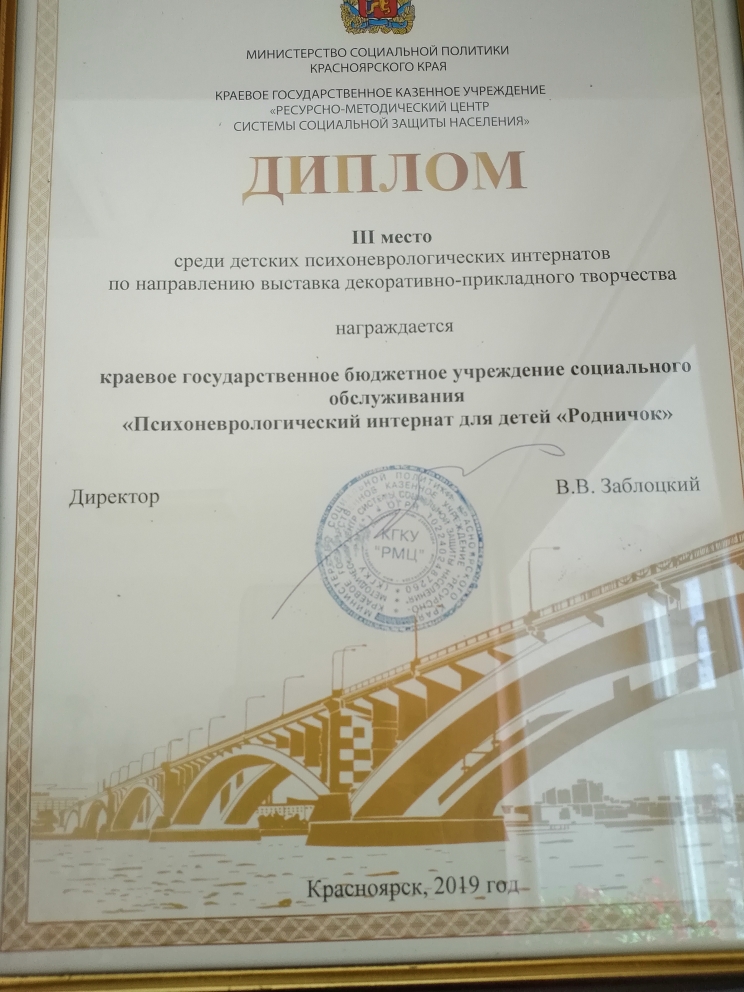 МИНИСТЕРСТВО СОЦИАЛЬНОЙ ПОЛИТИКИ
КРАСНОЯРСКОГО КРАЯ
КРАЕВОЕ ГОСУДАРСТВЕННОЕ КАЗЕННОЕ УЧРЕЖДЕНИЕ
«РЕСУРСНО-МЕТОДИЧЕСКИЙ ЦЕНТР
СИСТЕМЫ СОЦИАЛЬНОЙ ЗАЩИТЫ НАСЕЛЕНИЯ»
ДИПЛОМ
III место
среди детских психоневрологических интернатов
по направлению выставка декоративно-прикладного творчества
награждается
краевое государственное бюджетное учреждение социального
обслуживания
«Психоневрологический интернат для детей «Родничок»
Директор
В.В. Заблоцкий
КГКУ
"РМЦ"
Красноярск, 2019 год